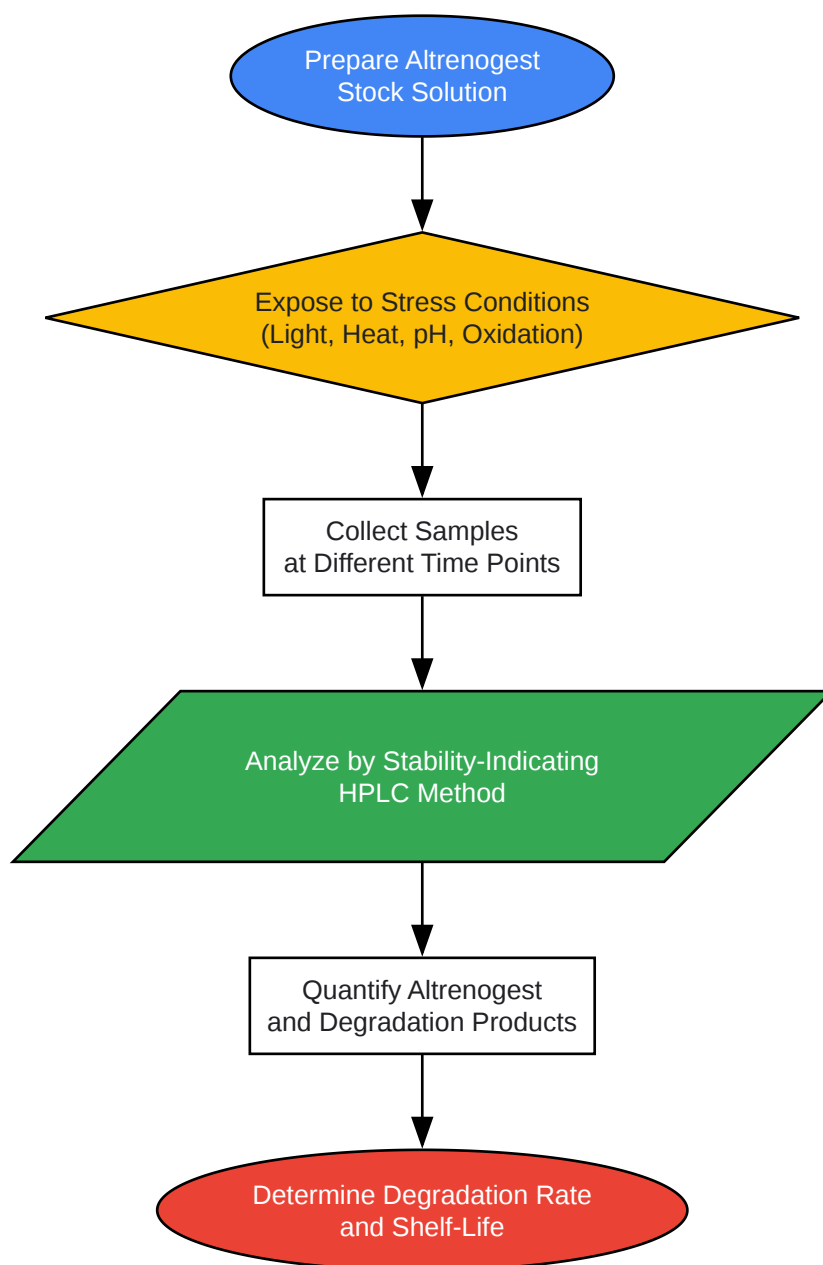 Prepare Altrenogest
Stock Solution
Expose to Stress Conditions
(Light, Heat, pH, Oxidation)
Collect Samples
at Different Time Points
Analyze by Stability-Indicating
HPLC Method
Quantify Altrenogest
and Degradation Products
Determine Degradation Rate
and Shelf-Life